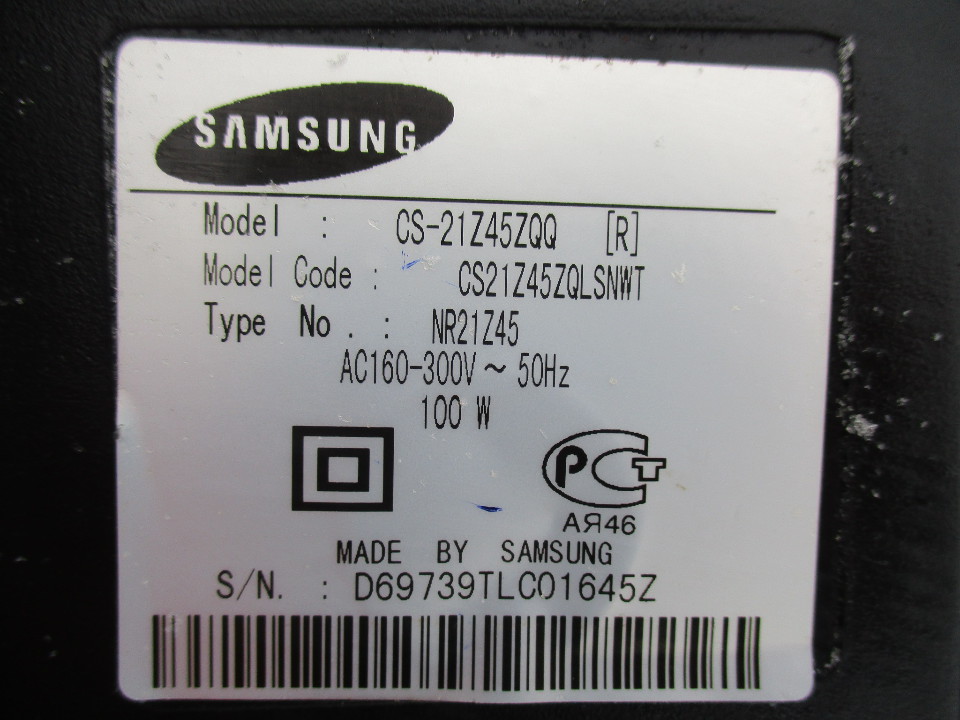 SAMSUNG
Model : CS-21Z45ZQQ [R]
Model Code : CS21Z45ZQLSNWT
Type No. : NR21Z45
AC160-300V ~ 50Hz
100 W
РСТ
АЯ46
MADE BY SAMSUNG
S/N. : D69739TLC01645Z